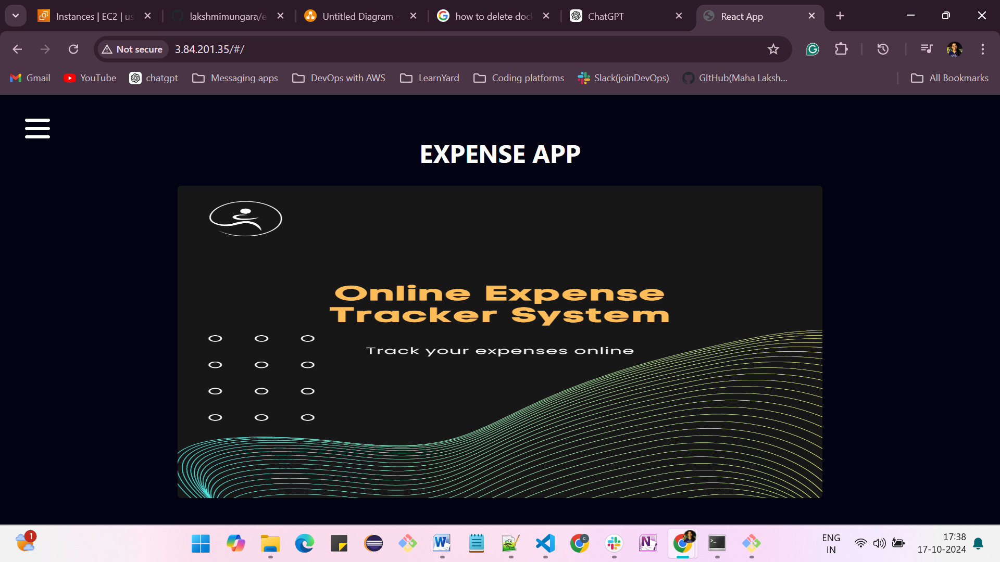 Instances | EC2 | us
lakshmimungara/e
Untitled Diagram -
how to delete doc
ChatGPT
React App
Not secure
3.84.201.35/#/
Gmail
YouTube
chatgpt
Messaging apps
DevOps with AWS
LearnYard
Coding platforms
Slack(joinDevOps)
GItHub(Maha Laksh...
All Bookmarks
EXPENSE APP
Online Expense
Tracker System
Track your expenses online
1
ENG
IN
17:38
17-10-2024